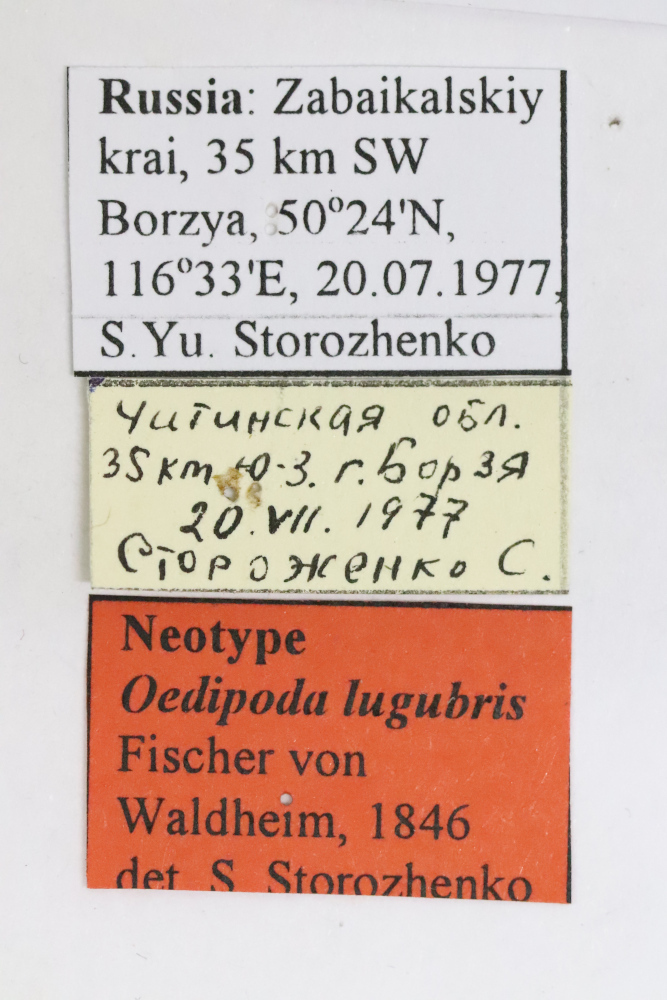 Russia: Zabaikalskiy
krai, 35 km SW
Borzya, 50°24'N,
116°33'E, 20.07.1977,
S.Yu. Storozhenko
Читинская обл.
35 км Ю-З. г. Борзя
20.VII.1977
Стороженко С.
Neotype
Oedipoda lugubris
Fischer von
Waldheim, 1846
det. S. Storozhenko